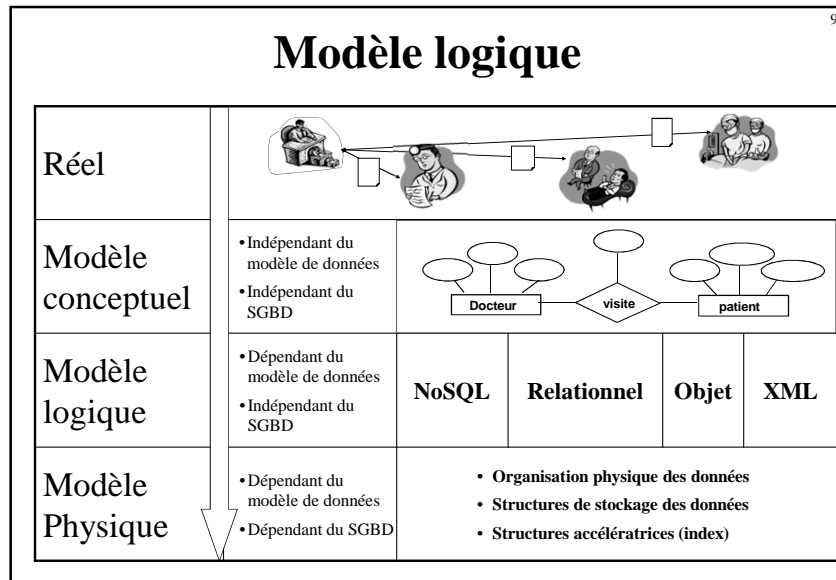 9
Modèle logique
Réel
Modèle
conceptuel
•Indépendant du
modèle de données
•Indépendant du
SGBD
Docteur
visite
patient
Modèle
logique
•Dépendant du
modèle de données
•Indépendant du
SGBD
NoSQL
Relationnel
Objet
XML
Modèle
Physique
•Dépendant du
modèle de données
•Dépendant du SGBD
• Organisation physique des données
• Structures de stockage des données
• Structures accélératrices (index)